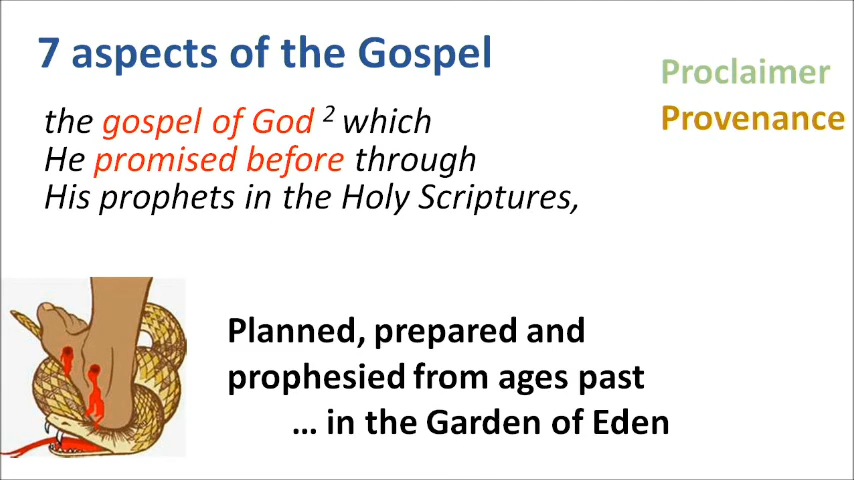 7 aspects of the Gospel
Proclaimer
Provenance
the gospel of God ² which
He promised before through
His prophets in the Holy Scriptures,
Planned, prepared and
prophesied from ages past
… in the Garden of Eden